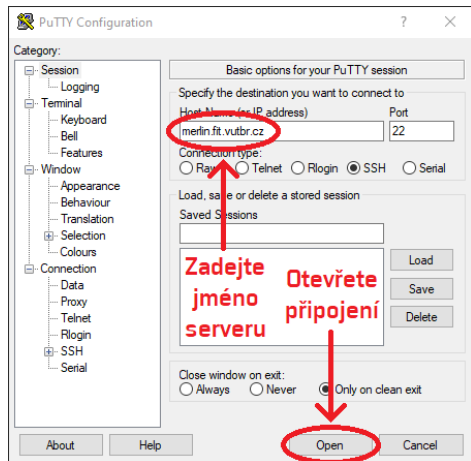 PuTTY Configuration
? ×
Category:
Session
Logging
Terminal
Keyboard
Bell
Features
Window
Appearance
Behaviour
Translation
Selection
Colours
Connection
Data
Proxy
Telnet
Rlogin
SSH
Serial
Basic options for your PuTTY session
Specify the destination you want to connect to
Host Name (or IP address) Port
merlin.fit.vutbr.cz 22
Connection type:
Raw Telnet Rlogin SSH Serial
Load, save or delete a stored session
Saved Sessions
Load
Save
Delete
Zadejte
jméno
serveru
Otevřete
připojení
Close window on exit:
Always Never Only on clean exit
About Help Open Cancel